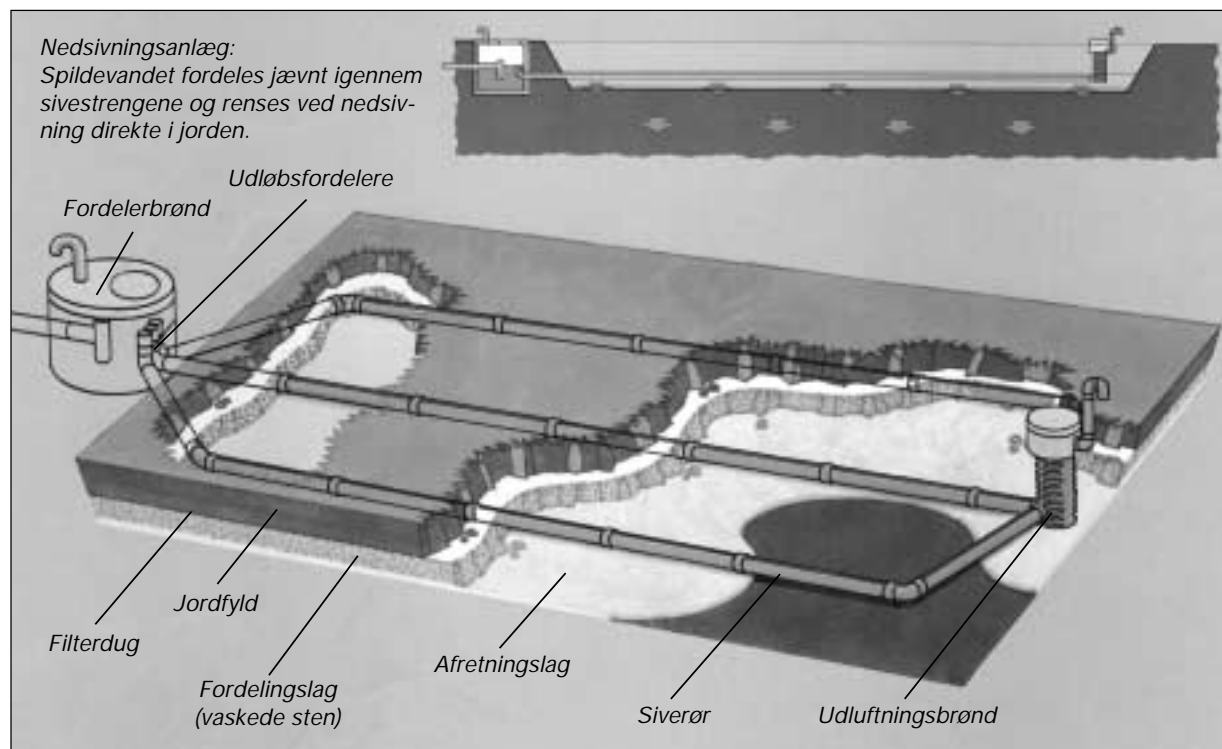 Nedsivningsanlæg:
Spildevandet fordeles jævnt igennem
sivestrengene og renses ved nedsiv-
ning direkte i jorden.
Udløbsfordelere
Fordelerbrønd
Jordfyld
Filterdug
Afretningslag
Fordelingslag
(vaskede sten)
Siverør
Udluftningsbrønd